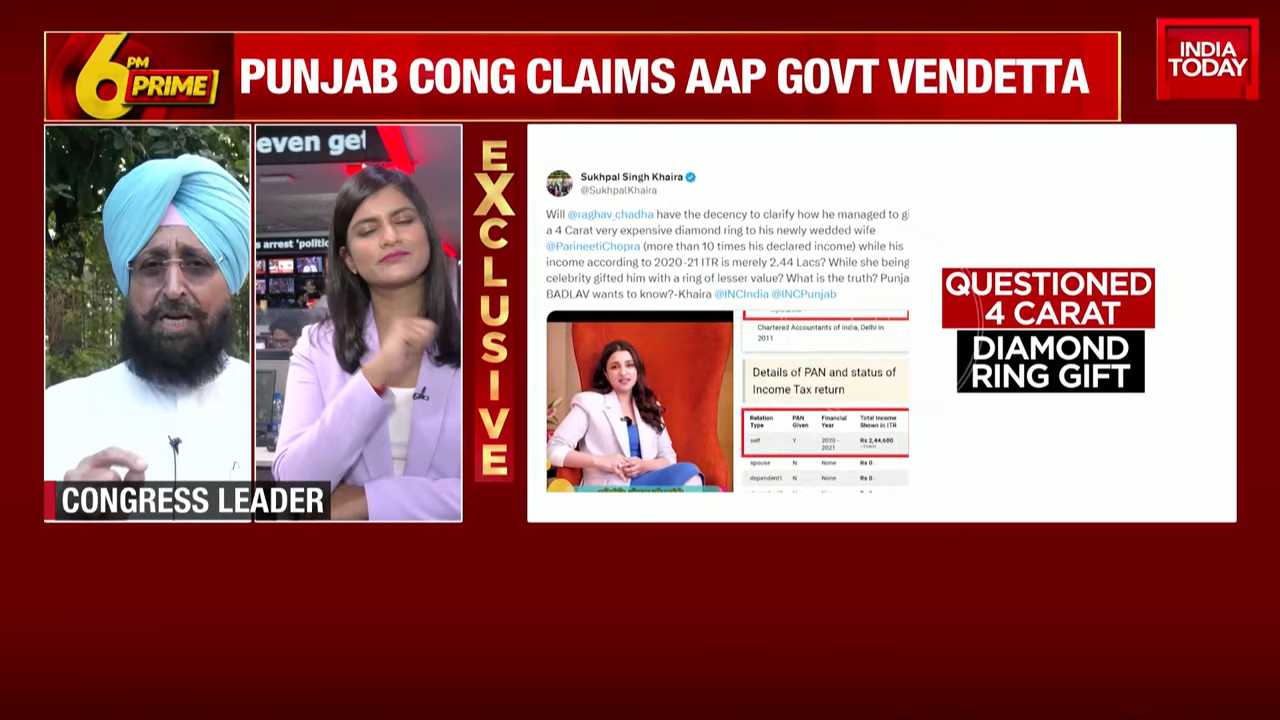 6 PM PRIME
PUNJAB CONG CLAIMS AAP GOVT VENDETTA
INDIA TODAY
even get
s arrest 'politic
CONGRESS LEADER
EXCLUSIVE
Sukhpal Singh Khaira
@SukhpalKhaira
Will @raghav_chadha have the decency to clarify how he managed to gi
a 4 Carat very expensive diamond ring to his newly wedded wife
@ParineetiChopra (more than 10 times his declared income) while his
income according to 2020-21 ITR is merely 2.44 Lacs? While she being
celebrity gifted him with a ring of lesser value? What is the truth? Punja
BADLAV wants to know?-Khaira @INCIndia @INCPunjab
Chartered Accountants of India, Delhi in
2011
Details of PAN and status of
Income Tax return
Relation Type PAN Given Financial Year Total Income Shown in ITR
self Y 2020 - 2021 Rs 2,44,600
spouse N None Rs 0
dependent1 N None Rs 0
QUESTIONED
4 CARAT
DIAMOND
RING GIFT